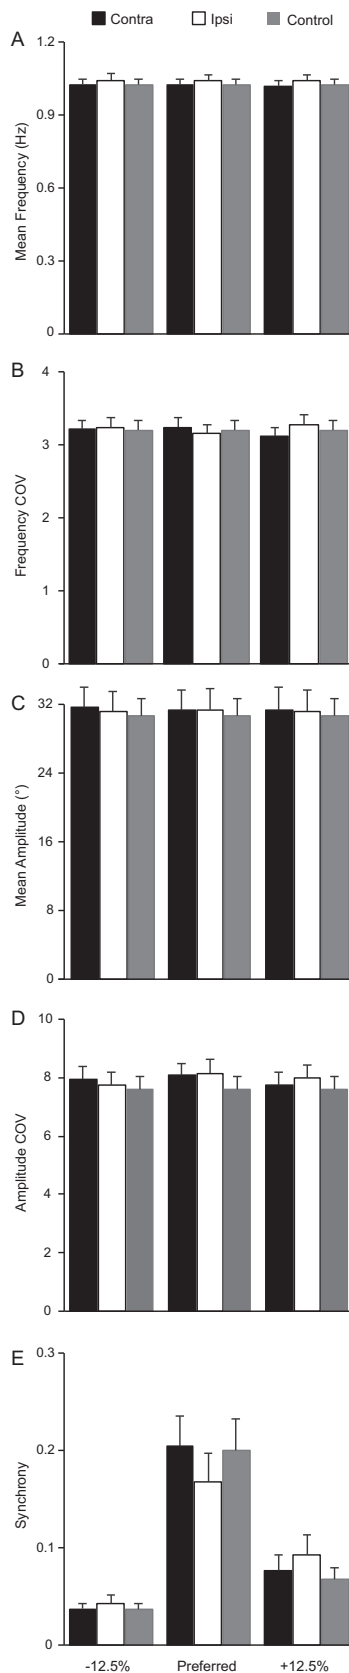 Contra Ipsi Control
A
1.2
0.9
0.6
0.3
0
Mean Frequency (Hz)
B
4
3
2
1
0
Frequency COV
C
32
24
16
8
0
Mean Amplitude (°)
D
10
8
6
4
2
0
Amplitude COV
E
0.3
0.2
0.1
0
Synchrony
-12.5% Preferred +12.5%